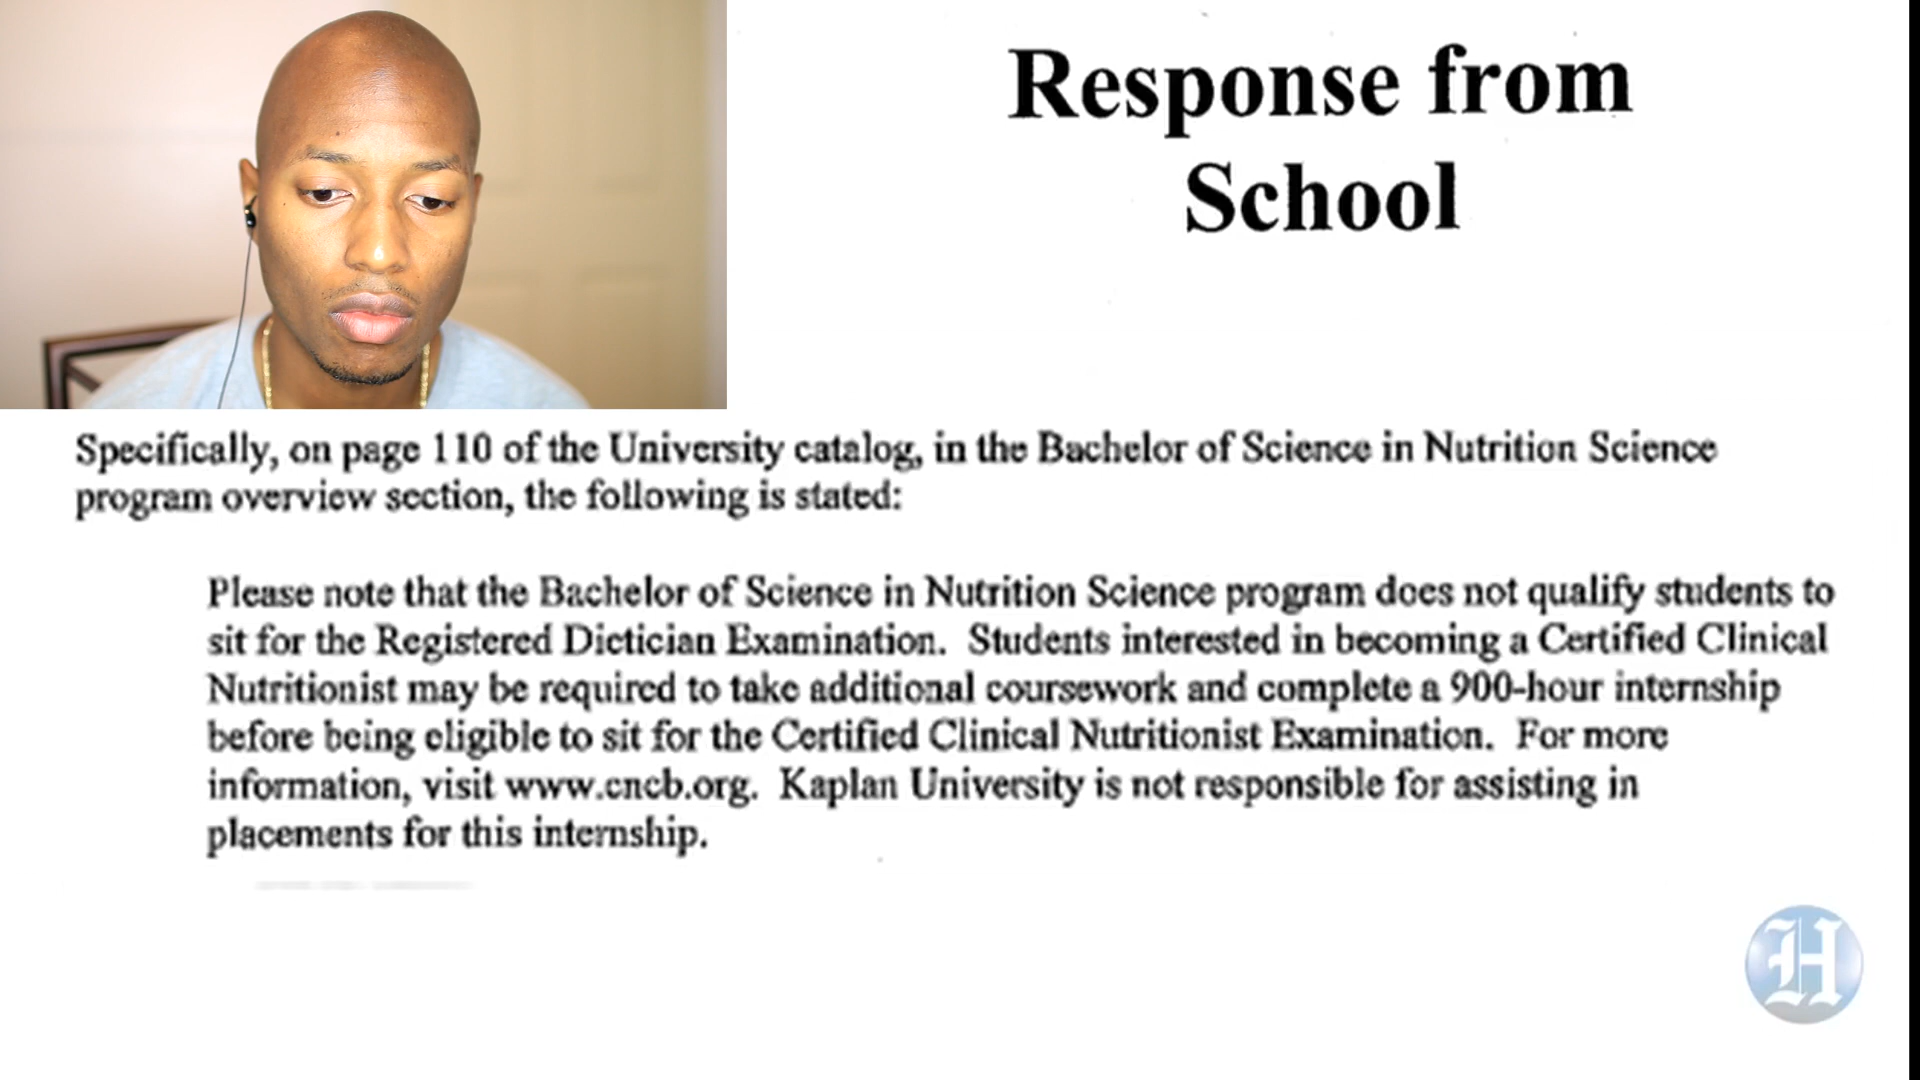 Response from
School
Specifically, on page 110 of the University catalog, in the Bachelor of Science in Nutrition Science
program overview section, the following is stated:
Please note that the Bachelor of Science in Nutrition Science program does not qualify students to
sit for the Registered Dietician Examination.  Students interested in becoming a Certified Clinical
Nutritionist may be required to take additional coursework and complete a 900-hour internship
before being eligible to sit for the Certified Clinical Nutritionist Examination.  For more
information, visit www.cncb.org.  Kaplan University is not responsible for assisting in
placements for this internship.
H